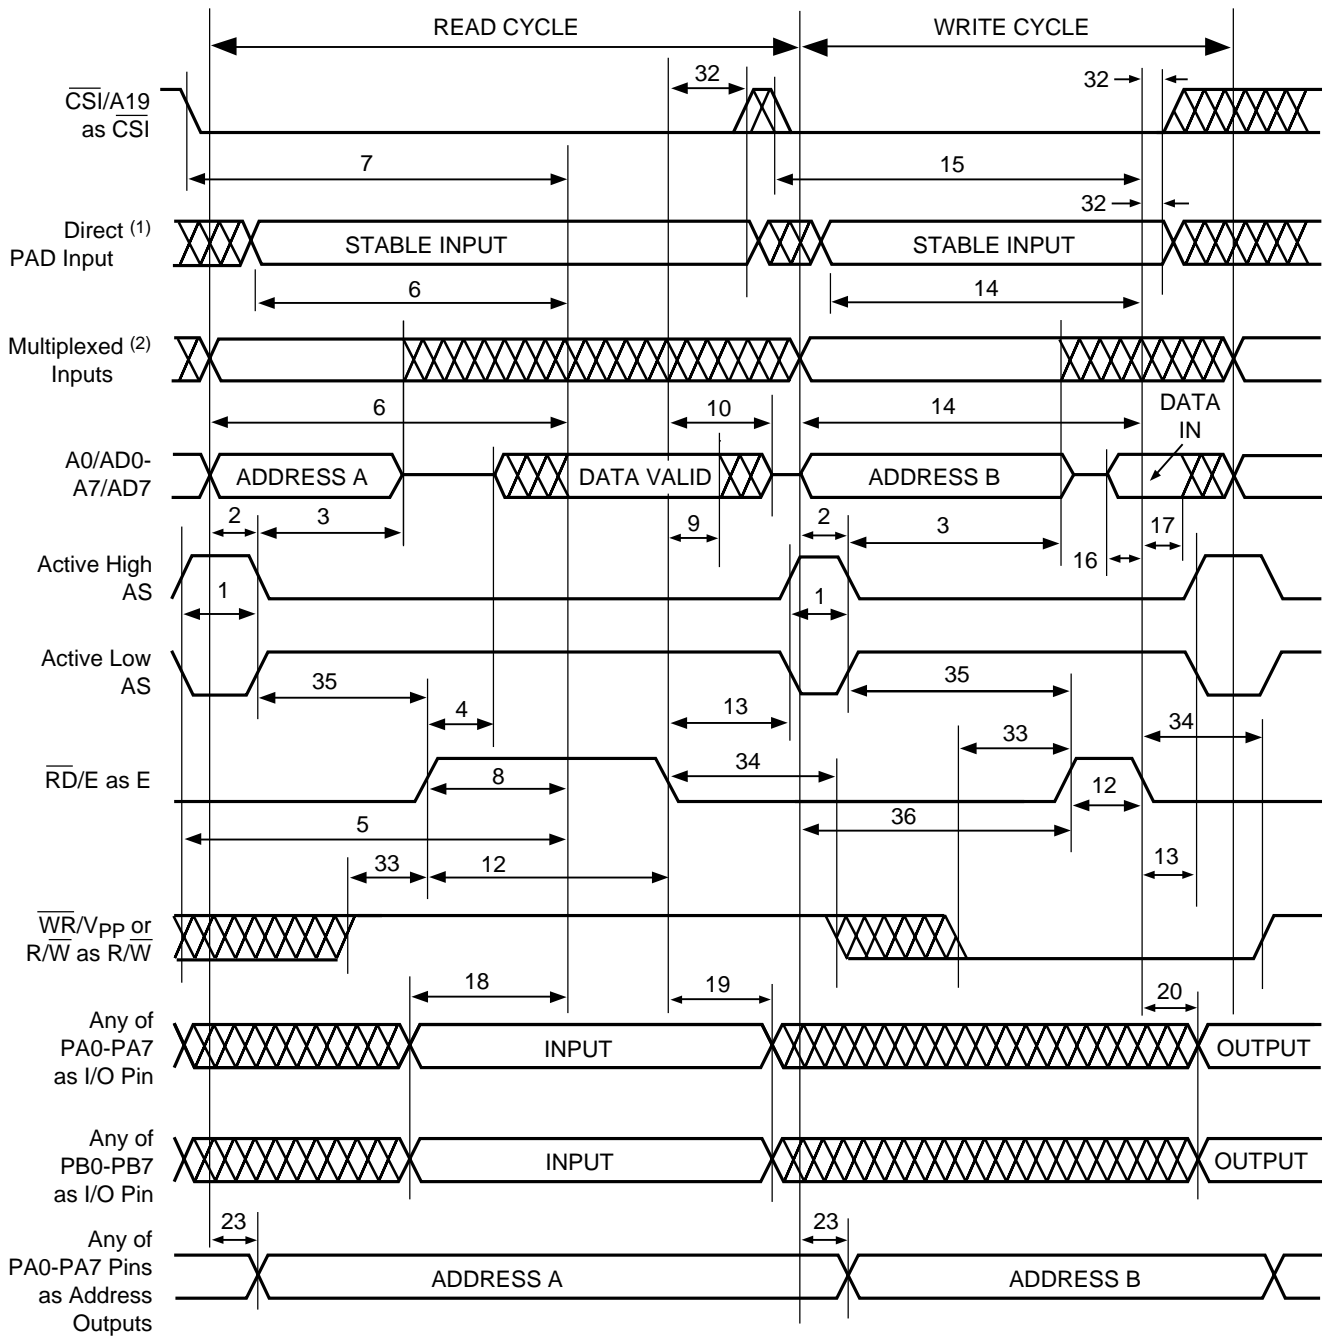 READ CYCLE
WRITE CYCLE
32
32
CSI/A19
as CSI
7
15
32
Direct (1)
PAD Input
STABLE INPUT
STABLE INPUT
6
14
Multiplexed (2)
Inputs
6
10
14
DATA
IN
A0/AD0-
A7/AD7
ADDRESS A
DATA VALID
ADDRESS B
2
3
9
2
3
17
16
Active High
AS
1
1
Active Low
AS
35
35
4
13
34
33
34
RD/E as E
8
12
36
5
33
12
13
WR/VPP or
R/W as R/W
18
19
20
Any of
PA0-PA7
as I/O Pin
INPUT
OUTPUT
Any of
PB0-PB7
as I/O Pin
INPUT
OUTPUT
23
23
Any of
PA0-PA7 Pins
as Address
Outputs
ADDRESS A
ADDRESS B